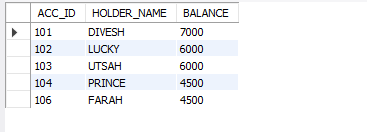 ACC_ID HOLDER_NAME BALANCE
101 DIVESH 7000
102 LUCKY 6000
103 UTSAH 6000
104 PRINCE 4500
106 FARAH 4500